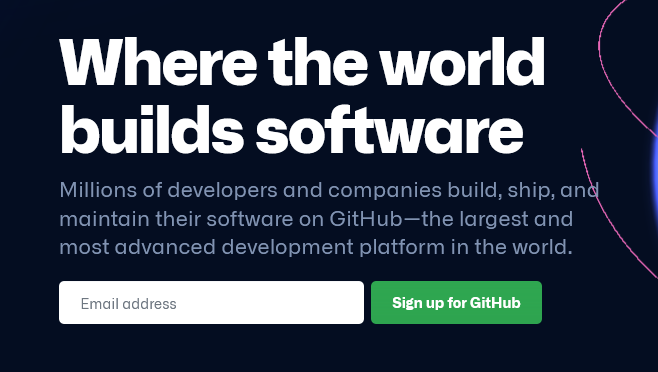 Where the world
builds software
Millions of developers and companies build, ship, and
maintain their software on GitHub—the largest and
most advanced development platform in the world.
Email address
Sign up for GitHub